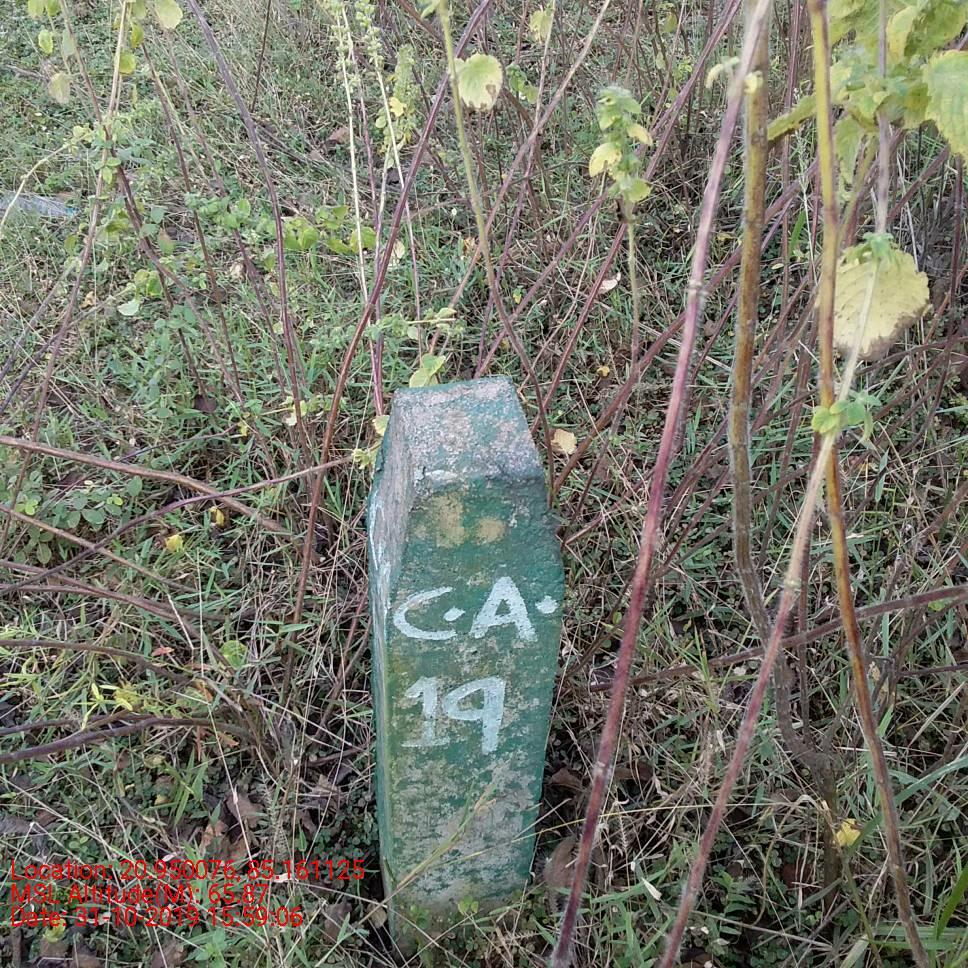 C.A.
19
Location: 20.950076, 85.161125
MSL Altitude(M): 65.87
Date: 31-10-2019 15:59:06